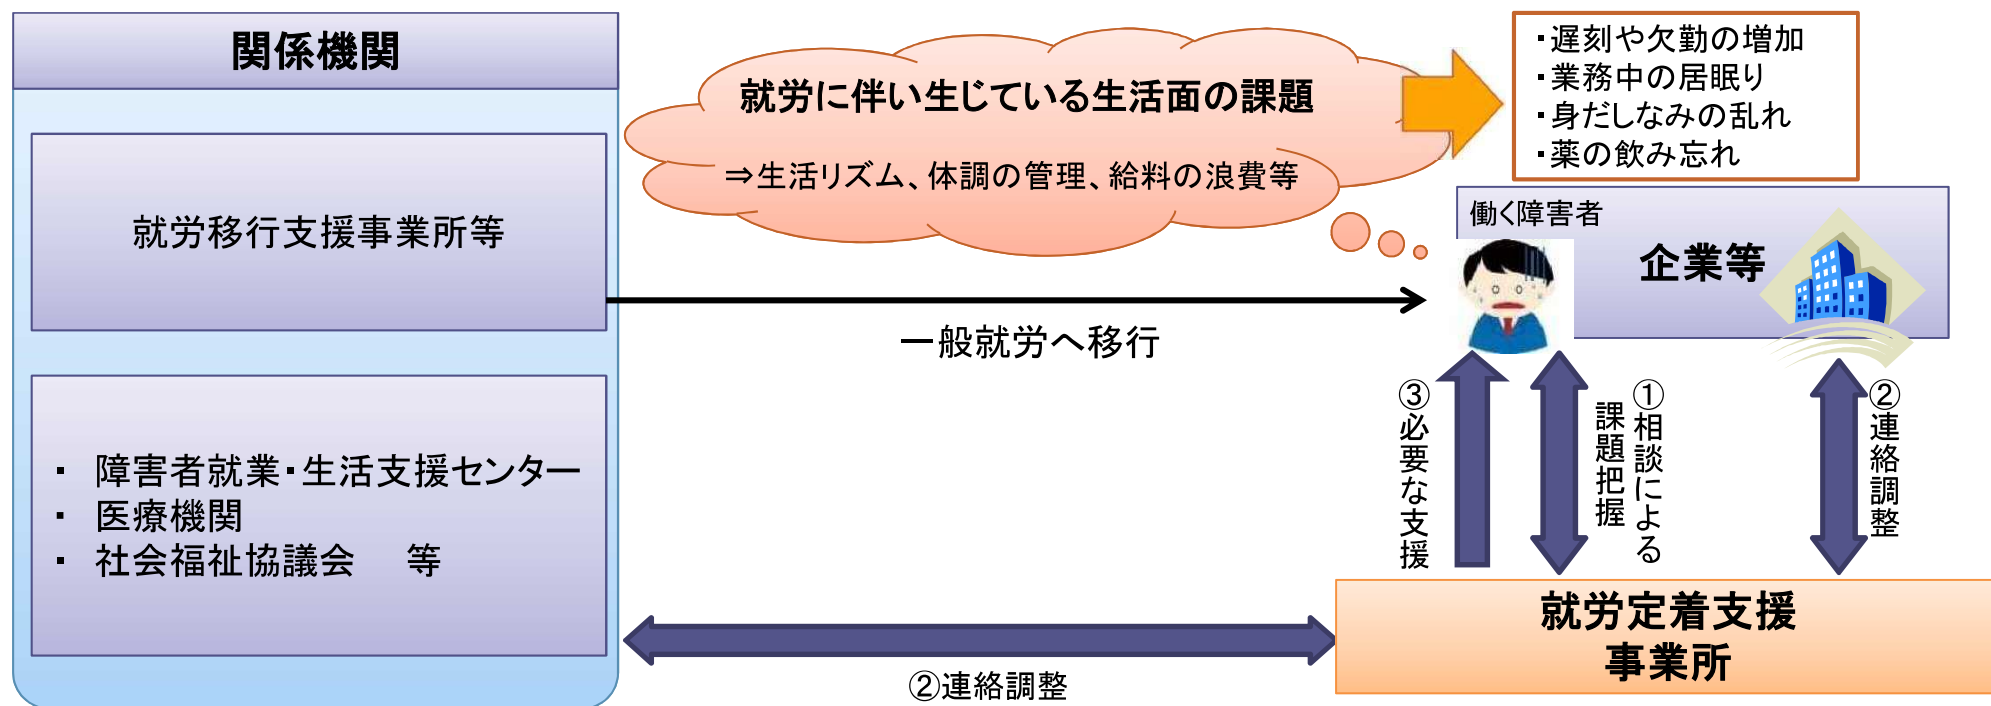 関係機関
就労移行支援事業所等
・ 障害者就業・生活支援センター
・ 医療機関
・ 社会福祉協議会 等
就労に伴い生じている生活面の課題
⇒生活リズム、体調の管理、給料の浪費等
・遅刻や欠勤の増加
・業務中の居眠り
・身だしなみの乱れ
・薬の飲み忘れ
働く障害者
企業等
一般就労へ移行
③必要な支援
①相談による
課題把握
②連絡調整
就労定着支援
事業所
②連絡調整